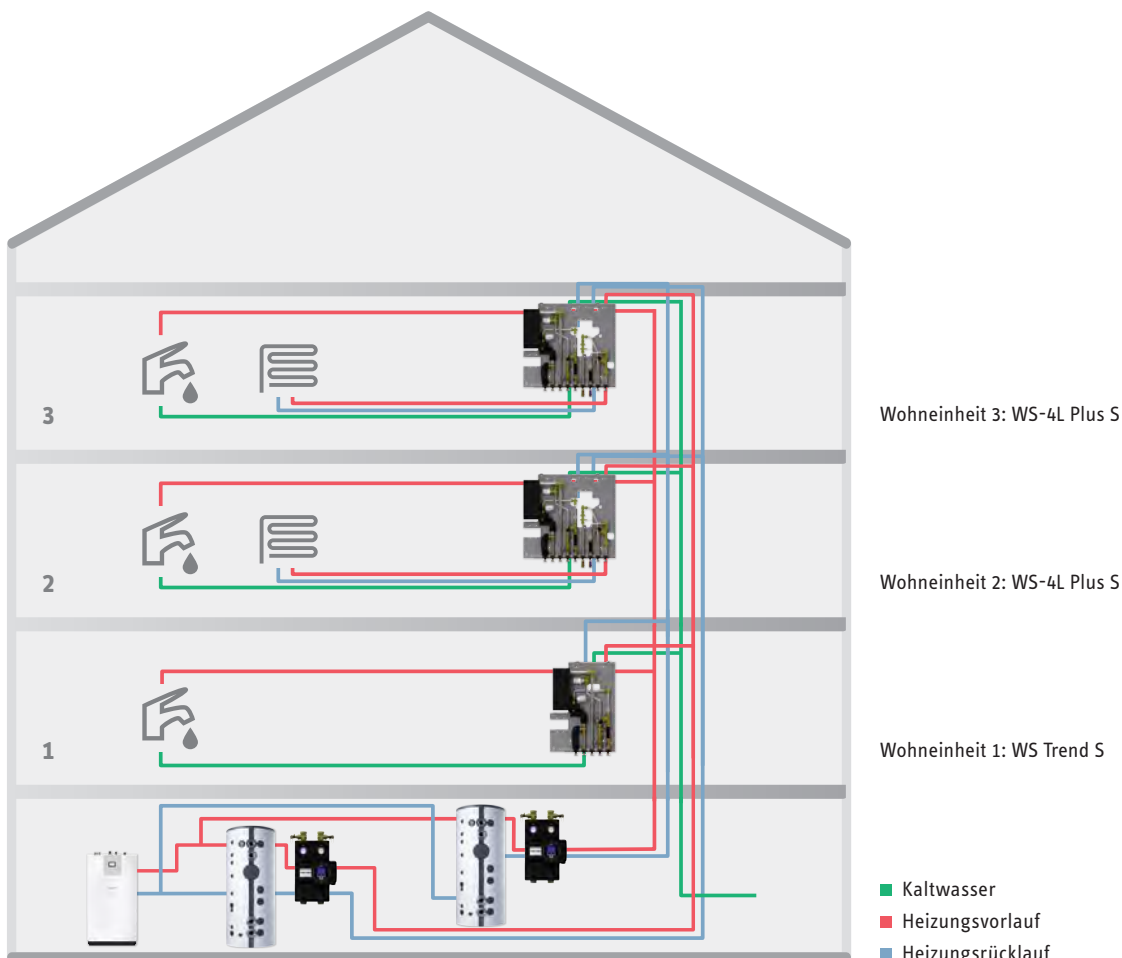 3
Wohneinheit 3: WS-4L Plus S
2
Wohneinheit 2: WS-4L Plus S
1
Wohneinheit 1: WS Trend S
Kaltwasser
Heizungsvorlauf
Heizungsrücklauf